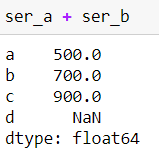 ser_a + ser_b
a 500.0
b 700.0
c 900.0
d NaN
dtype: float64